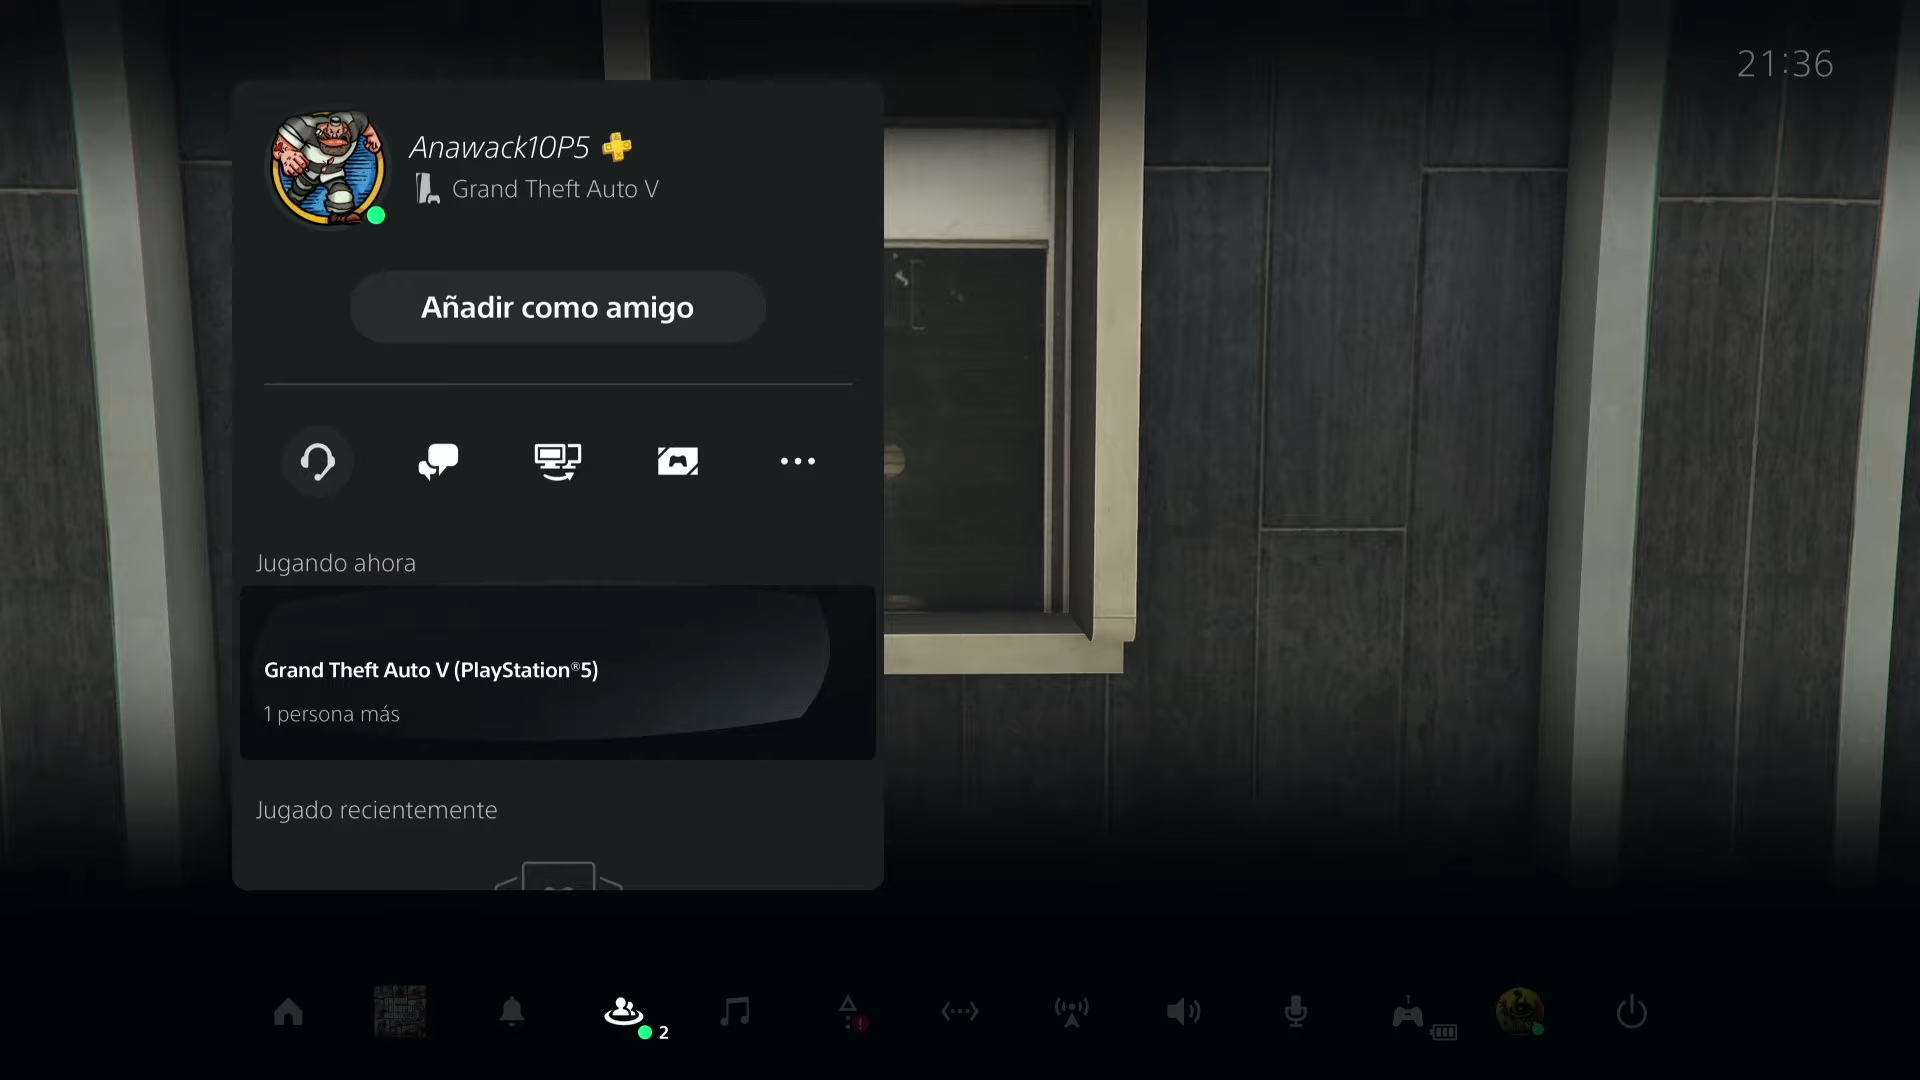 21:36
Anawack10P5
Grand Theft Auto V
Añadir como amigo
Jugando ahora
Grand Theft Auto V (PlayStation®5)
1 persona más
Jugado recientemente
2